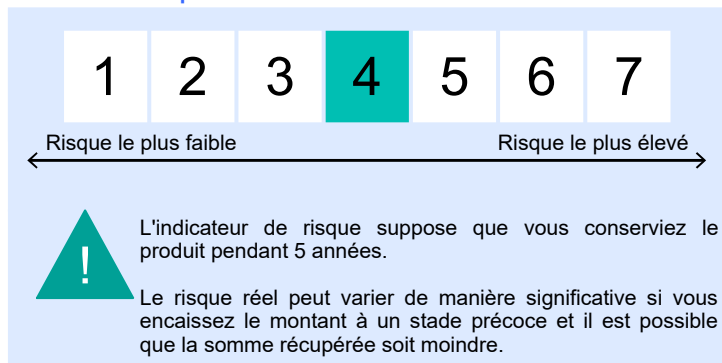 1 2 3 4 5 6 7
Risque le plus faible Risque le plus élevé
!
L'indicateur de risque suppose que vous conserviez le
produit pendant 5 années.
Le risque réel peut varier de manière significative si vous
encaissez le montant à un stade précoce et il est possible
que la somme récupérée soit moindre.